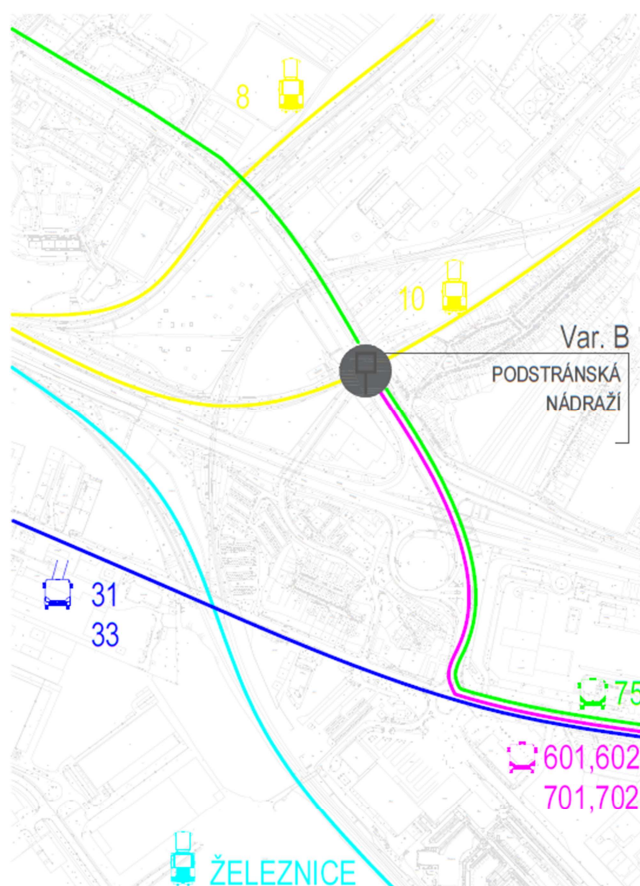 8
10
Var. B
PODSTRÁNSKÁ
NÁDRAŽÍ
31
33
75
601,602
701,702
ŽELEZNICE